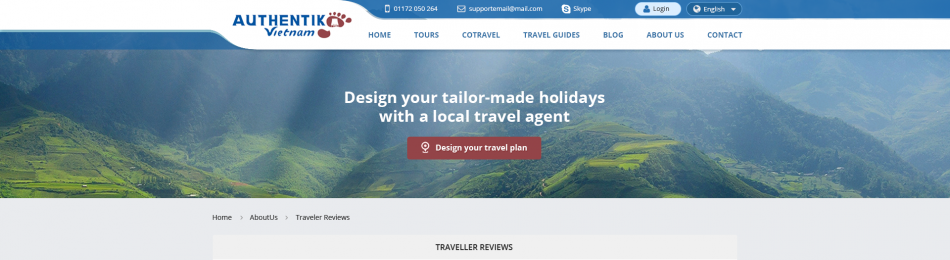 01172 050 264 supportemail@mail.com Skype Login English
AUTHENTIK
Vietnam
HOME TOURS COTRAVEL TRAVEL GUIDES BLOG ABOUT US CONTACT
Design your tailor-made holidays
with a local travel agent
Design your travel plan
Home > AboutUs > Traveler Reviews
TRAVELLER REVIEWS